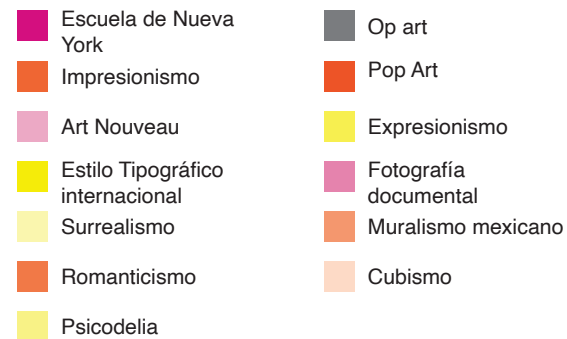 Escuela de Nueva
York
Impresionismo
Art Nouveau
Estilo Tipográfico
internacional
Surrealismo
Romanticismo
Psicodelia
Op art
Pop Art
Expresionismo
Fotografía
documental
Muralismo mexicano
Cubismo